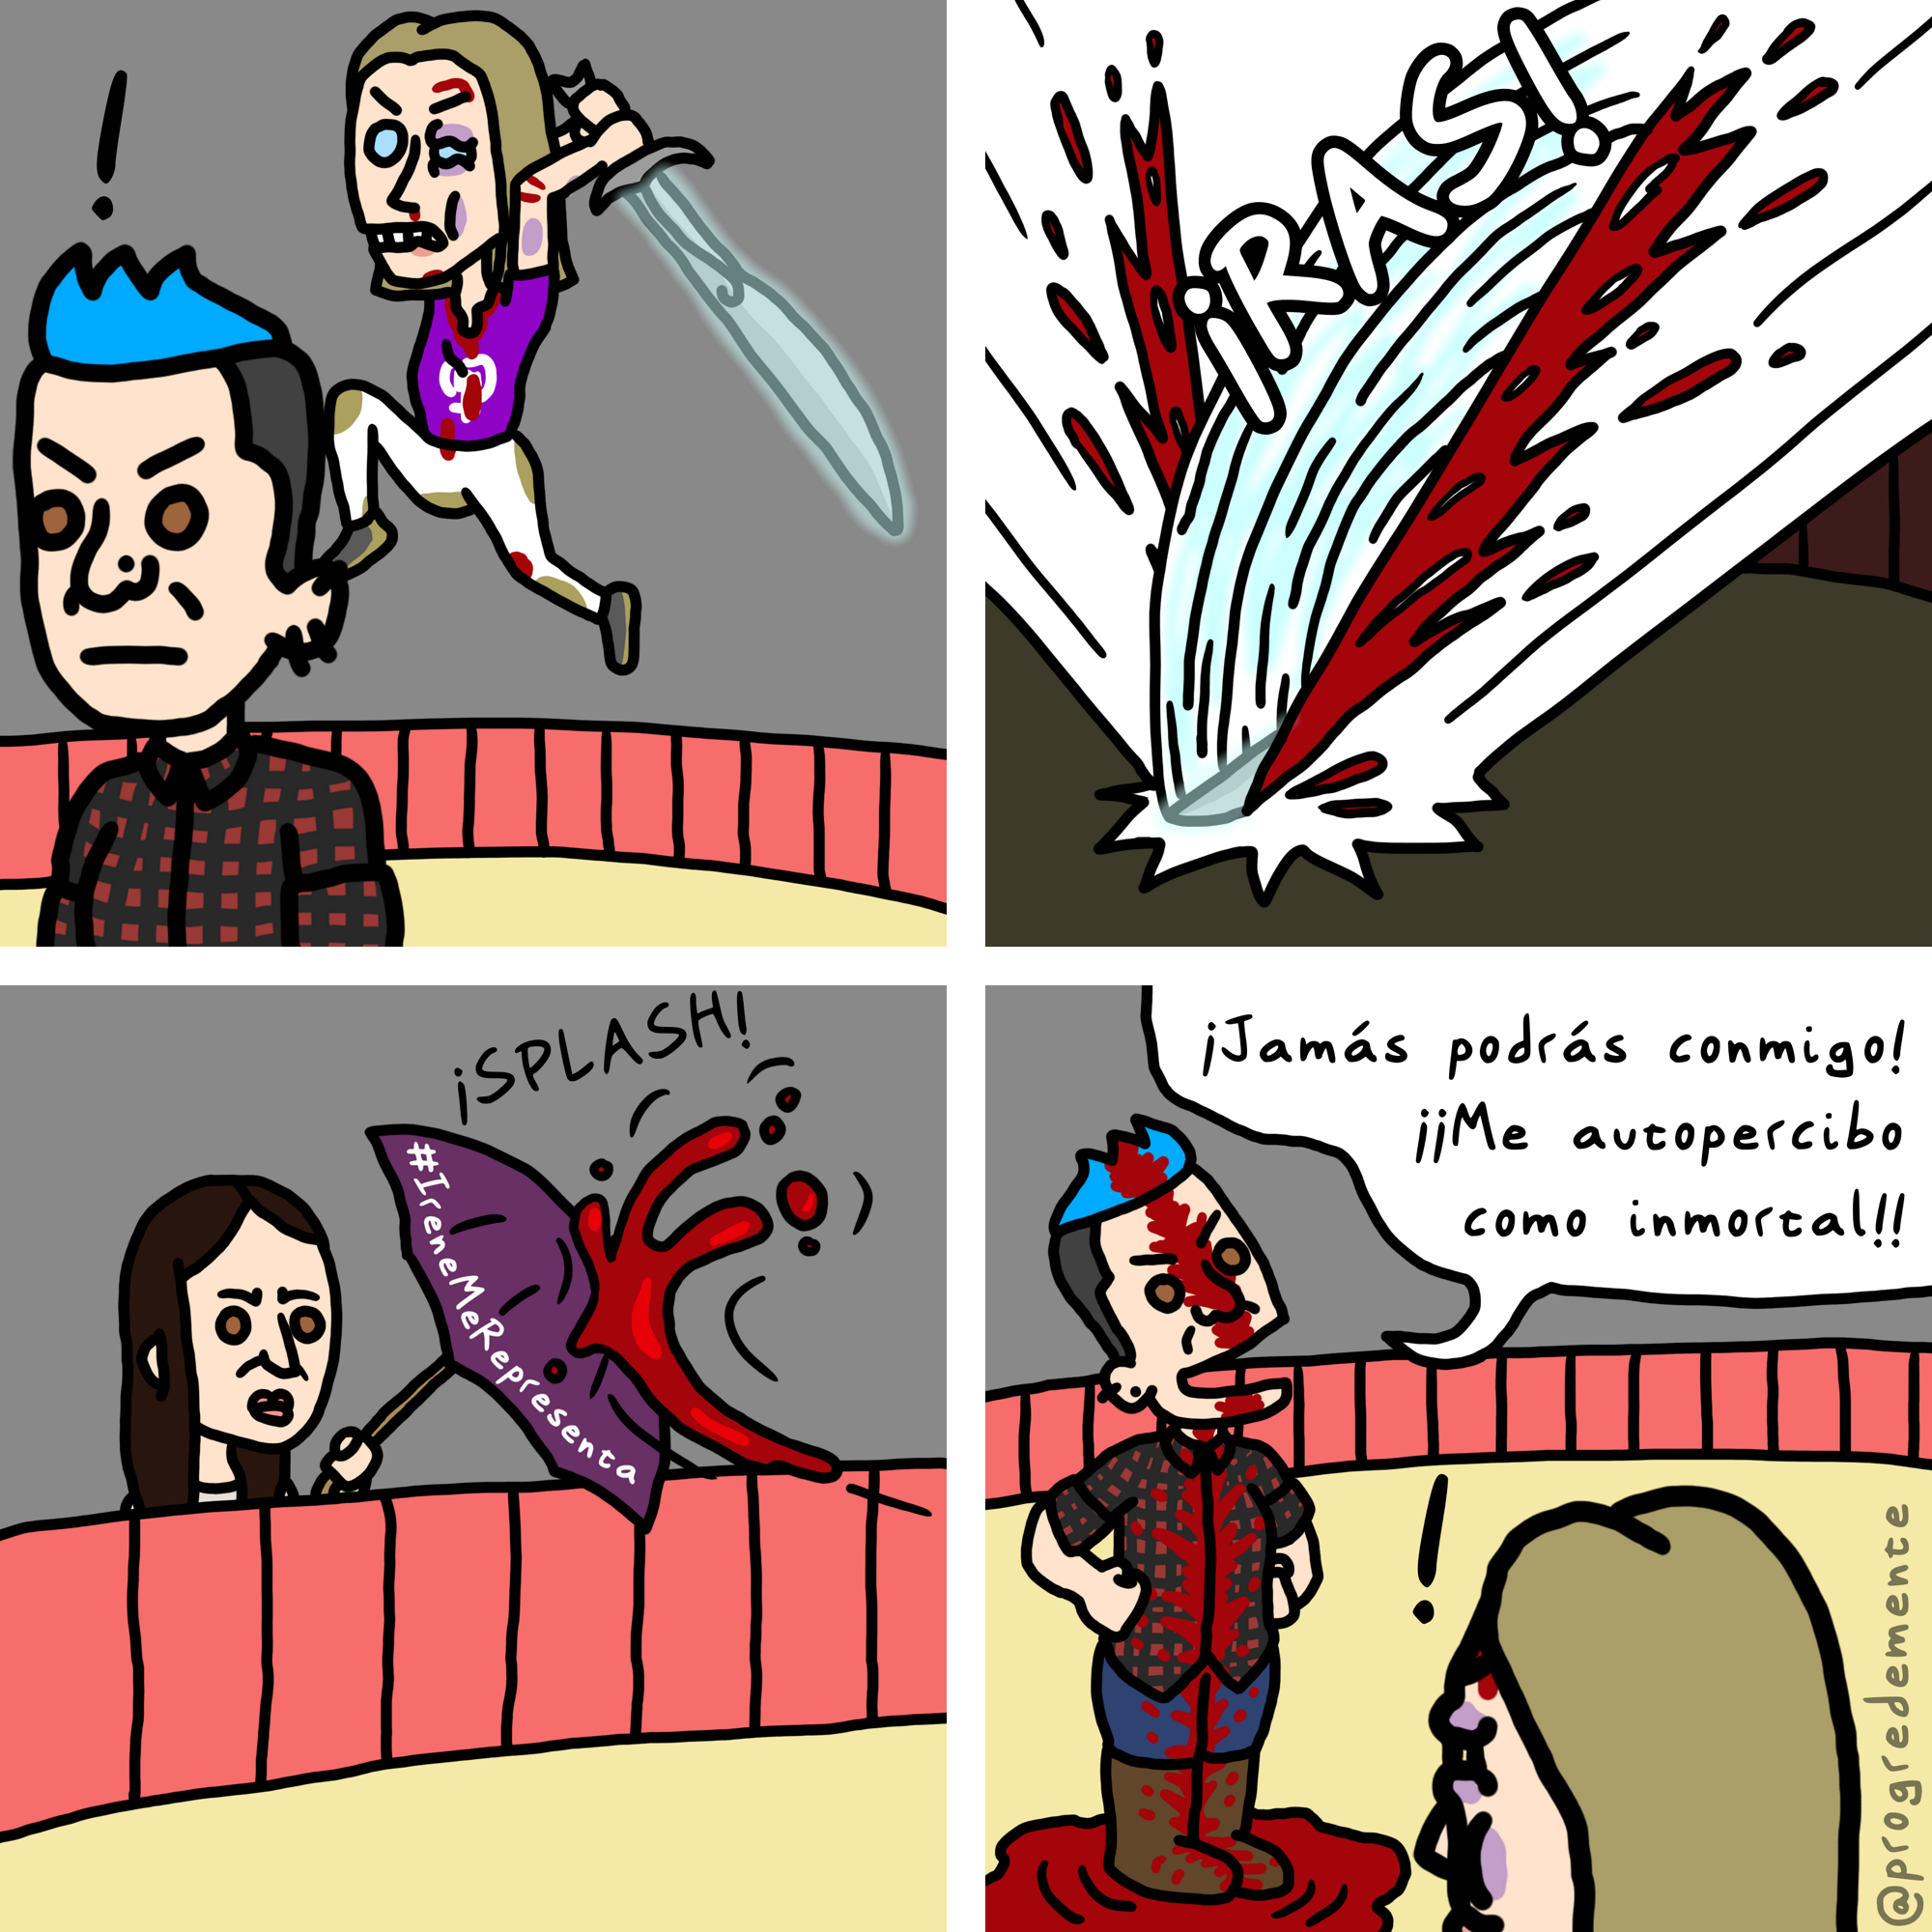 !
¡RAS!
¡SPLASH!
#IreneMeRepresenta
¡Jamás podrás conmigo!
¡¡Me autopercibo
como inmortal!!
!
@progredemente